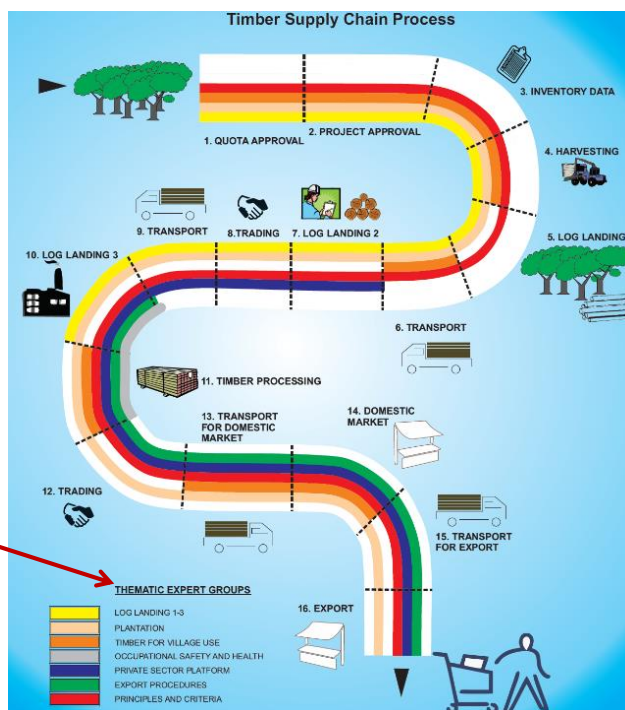 Timber Supply Chain Process
1. QUOTA APPROVAL
2. PROJECT APPROVAL
3. INVENTORY DATA
4. HARVESTING
5. LOG LANDING
6. TRANSPORT
7. LOG LANDING 2
8.TRADING
9. TRANSPORT
10. LOG LANDING 3
11. TIMBER PROCESSING
12. TRADING
13. TRANSPORT
FOR DOMESTIC
MARKET
14. DOMESTIC
MARKET
15. TRANSPORT
FOR EXPORT
16. EXPORT
THEMATIC EXPERT GROUPS
LOG LANDING 1-3
PLANTATION
TIMBER FOR VILLAGE USE
OCCUPATIONAL SAFETY AND HEALTH
PRIVATE SECTOR PLATFORM
EXPORT PROCEDURES
PRINCIPLES AND CRITERIA